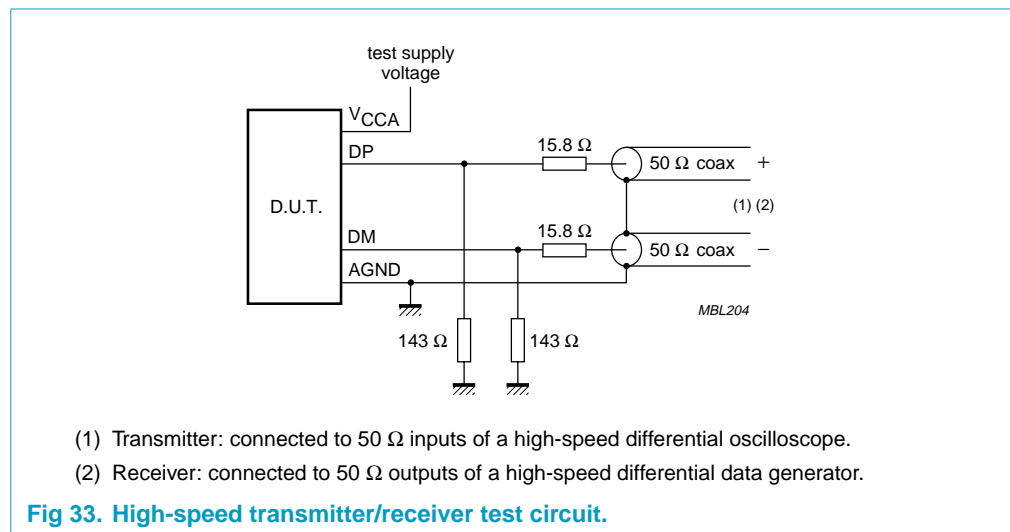 test supply
voltage
VCCA
DP
15.8 Ω
50 Ω coax
+
D.U.T.
(1) (2)
DM
15.8 Ω
50 Ω coax
−
AGND
MBL204
143 Ω
143 Ω
(1) Transmitter: connected to 50 Ω inputs of a high-speed differential oscilloscope.
(2) Receiver: connected to 50 Ω outputs of a high-speed differential data generator.
Fig 33. High-speed transmitter/receiver test circuit.